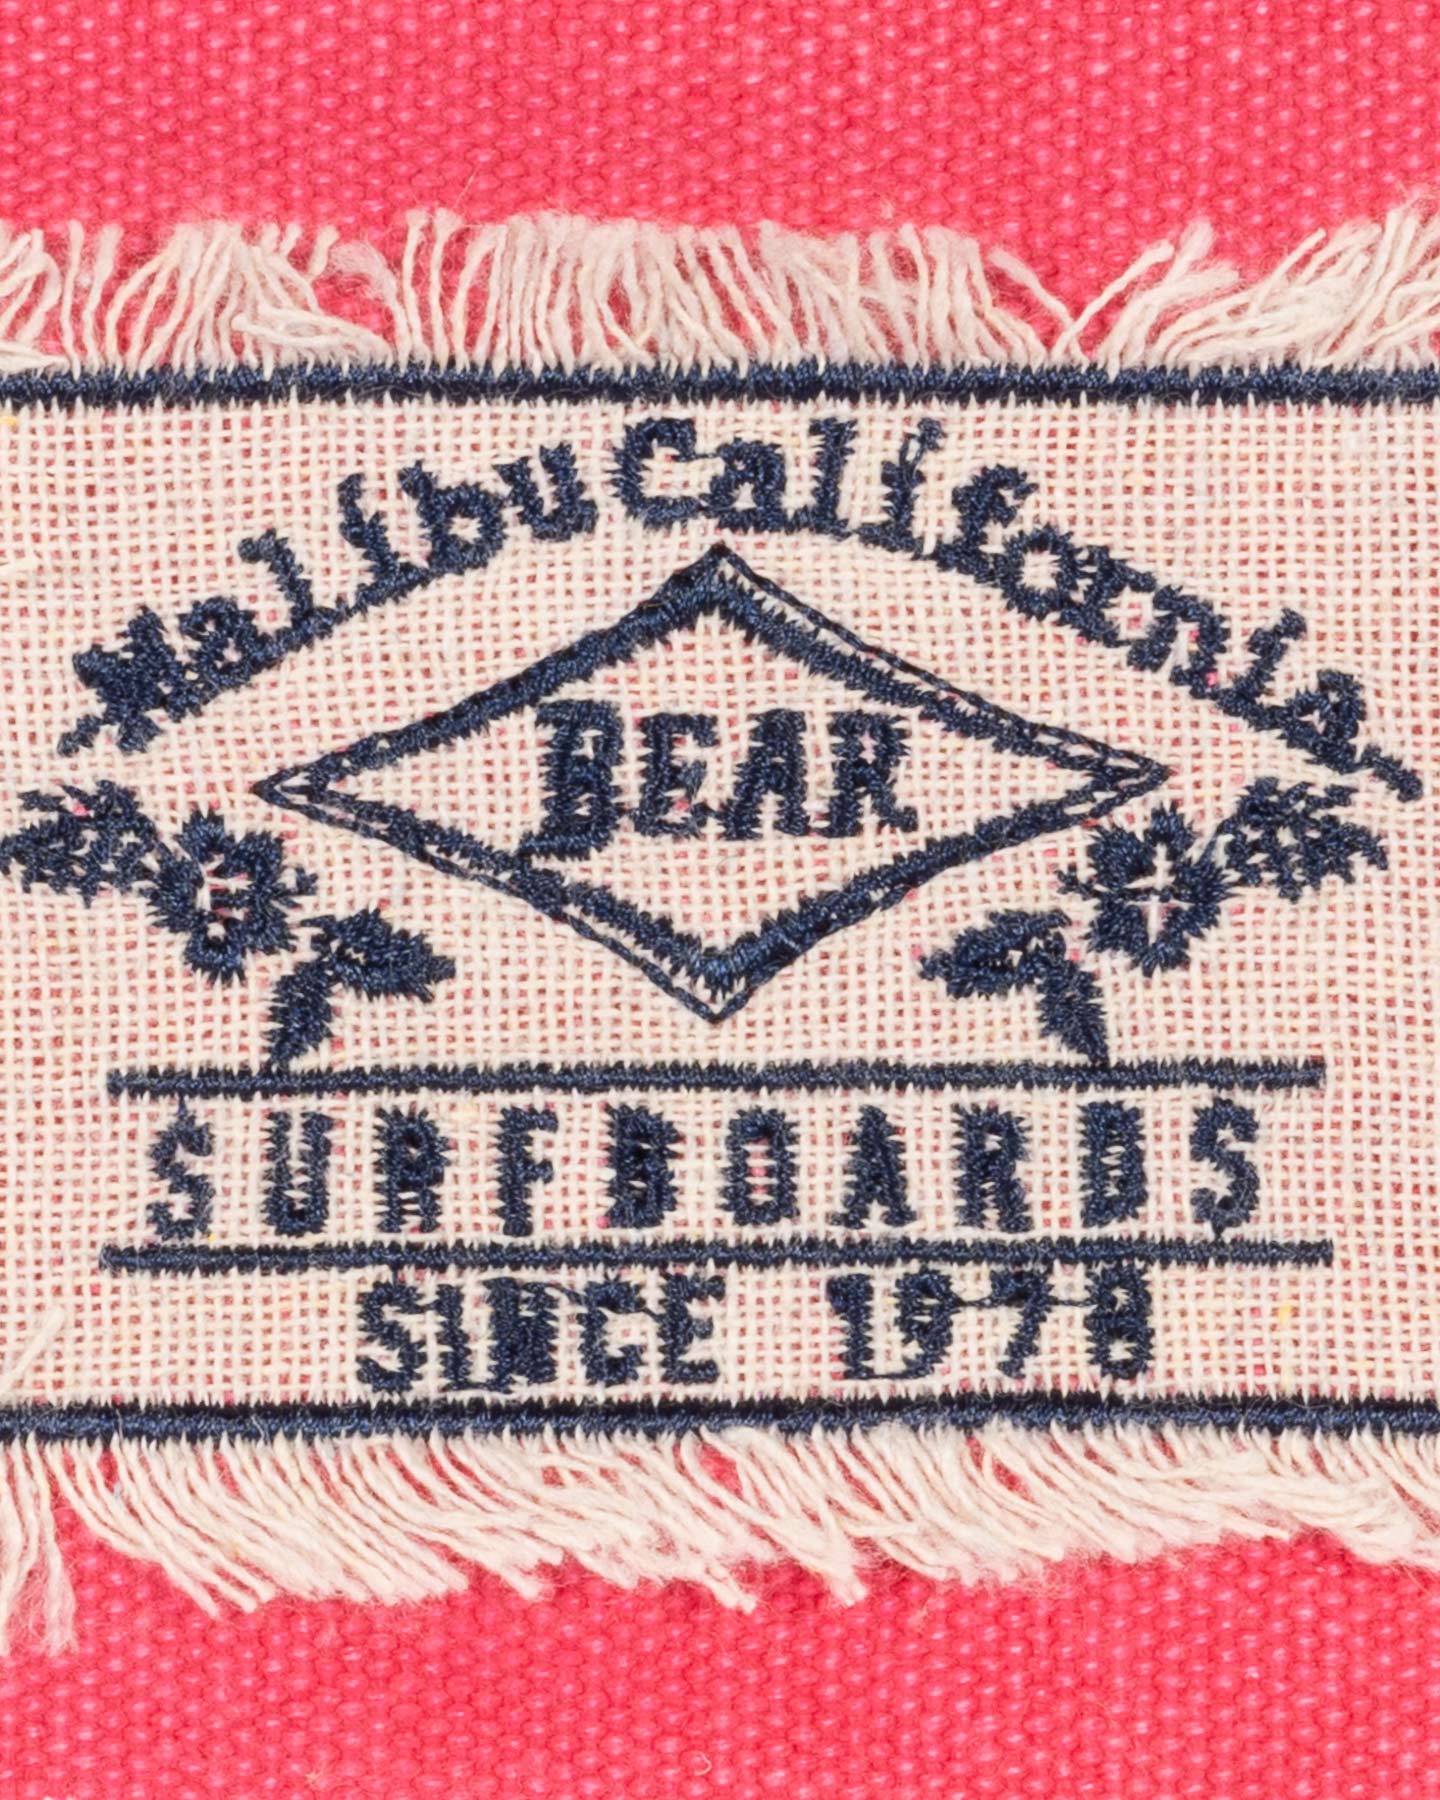 Malibu California
BEAR
SURFBOARDS
SINCE 1978